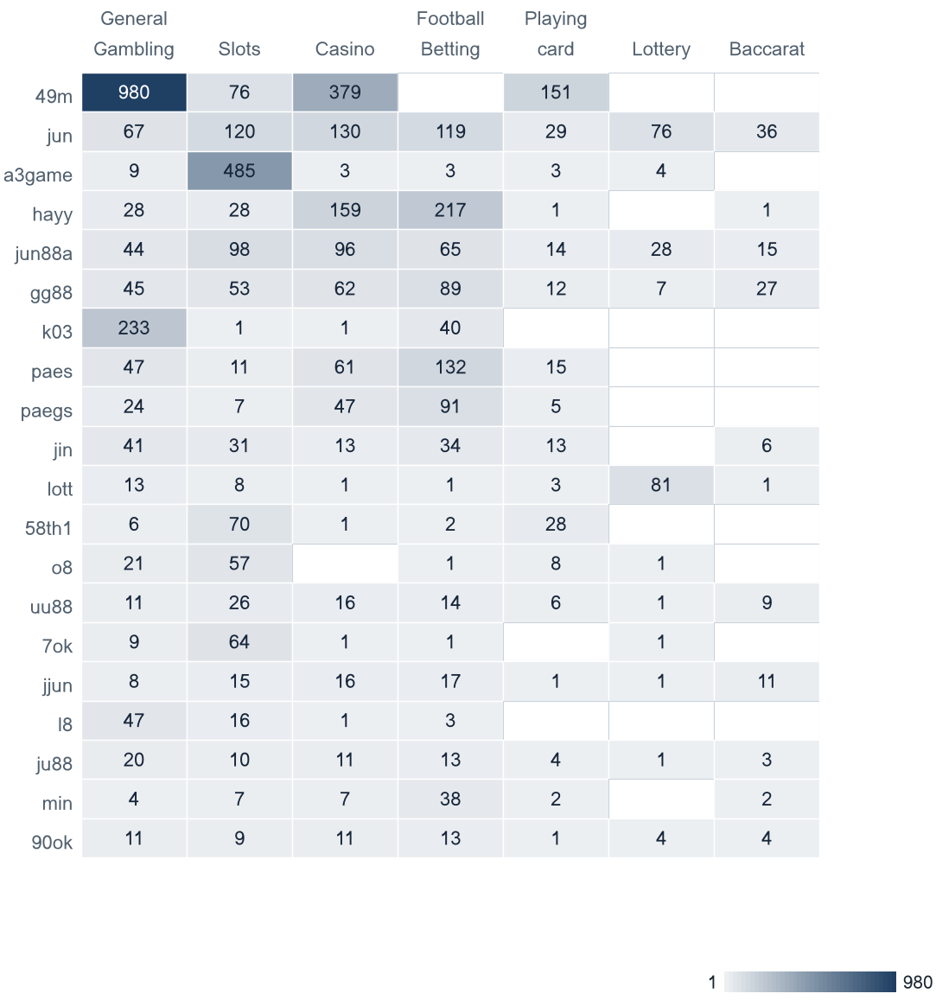 General Gambling Slots Casino Football Betting Playing card Lottery Baccarat
49m 980 76 379 151
jun 67 120 130 119 29 76 36
a3game 9 485 3 3 3 4
hayy 28 28 159 217 1 1
jun88a 44 98 96 65 14 28 15
gg88 45 53 62 89 12 7 27
k03 233 1 1 40
paes 47 11 61 132 15
paegs 24 7 47 91 5
jin 41 31 13 34 13 6
lott 13 8 1 1 3 81 1
58th1 6 70 1 2 28
o8 21 57 1 8 1
uu88 11 26 16 14 6 1 9
7ok 9 64 1 1 1
jjun 8 15 16 17 1 1 11
l8 47 16 1 3
ju88 20 10 11 13 4 1 3
min 4 7 7 38 2 2
90ok 11 9 11 13 1 4 4
1 980